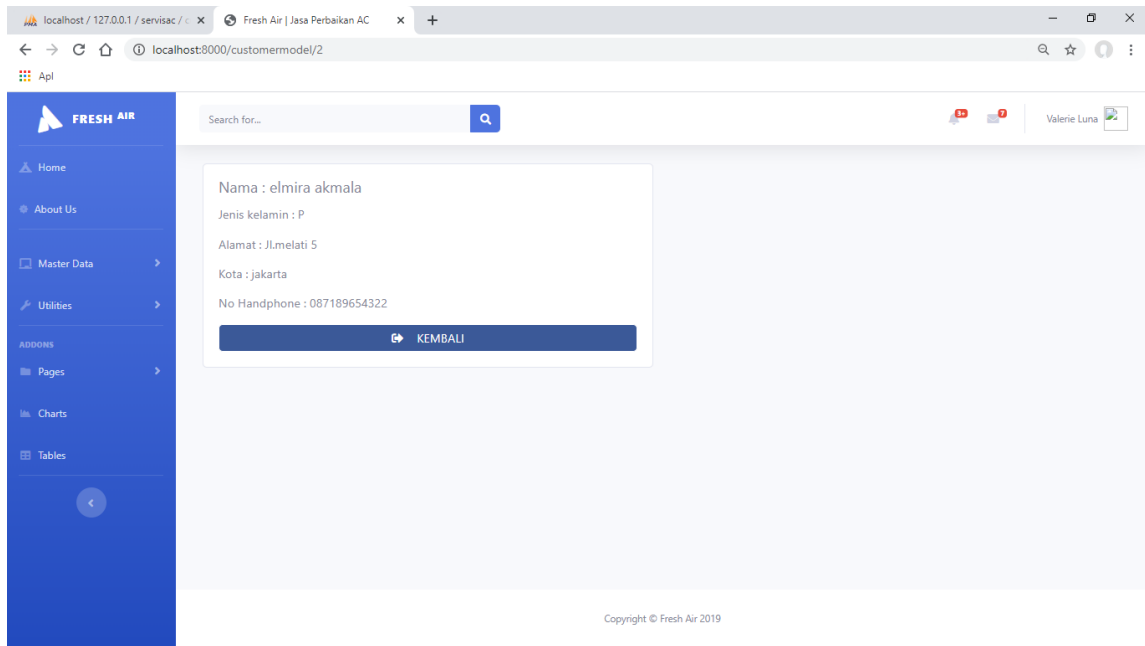 localhost / 127.0.0.1 / servisac / c
Fresh Air | Jasa Perbaikan AC
localhost:8000/customermodel/2
Apl
FRESH AIR
Search for...
3+
7
Valerie Luna
Home
About Us
Master Data
Utilities
ADDONS
Pages
Charts
Tables
Nama : elmira akmala
Jenis kelamin : P
Alamat : Jl.melati 5
Kota : jakarta
No Handphone : 087189654322
KEMBALI
Copyright © Fresh Air 2019